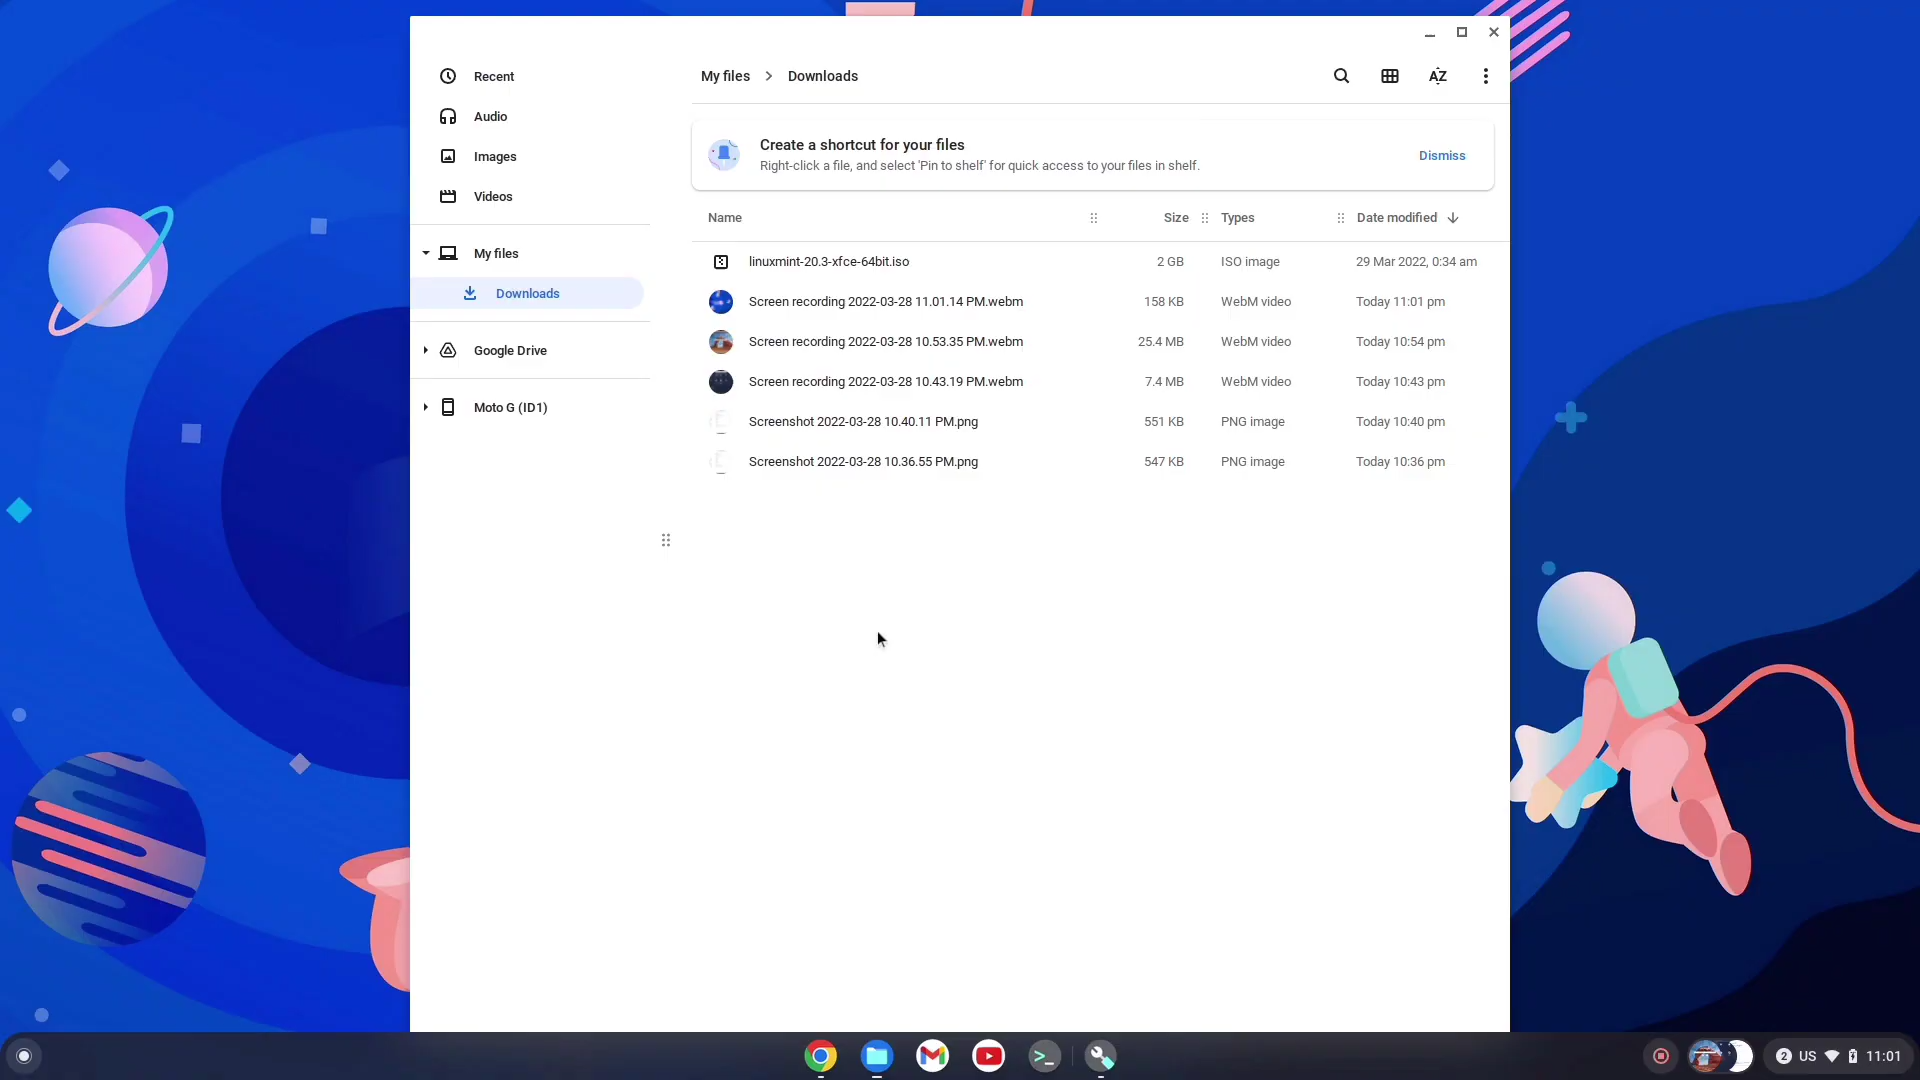 Recent
Audio
Images
Videos
My files
Downloads
Google Drive
Moto G (ID1)
My files > Downloads
AZ
Create a shortcut for your files
Right-click a file, and select 'Pin to shelf' for quick access to your files in shelf.
Dismiss
Name Size Types Date modified
linuxmint-20.3-xfce-64bit.iso 2 GB ISO image 29 Mar 2022, 0:34 am
Screen recording 2022-03-28 11.01.14 PM.webm 158 KB WebM video Today 11:01 pm
Screen recording 2022-03-28 10.53.35 PM.webm 25.4 MB WebM video Today 10:54 pm
Screen recording 2022-03-28 10.43.19 PM.webm 7.4 MB WebM video Today 10:43 pm
Screenshot 2022-03-28 10.40.11 PM.png 551 KB PNG image Today 10:40 pm
Screenshot 2022-03-28 10.36.55 PM.png 547 KB PNG image Today 10:36 pm
2 US 11:01